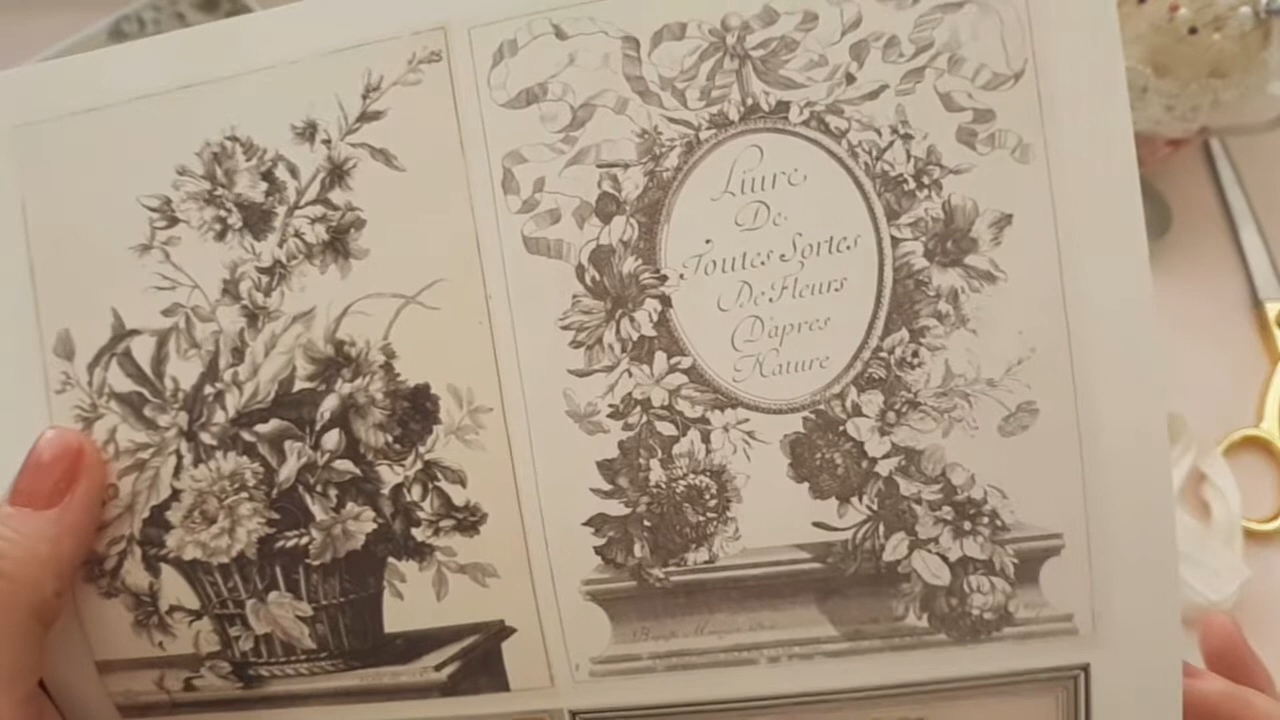 Liure
De
Toutes Sortes
De Fleurs
D'apres
Nature